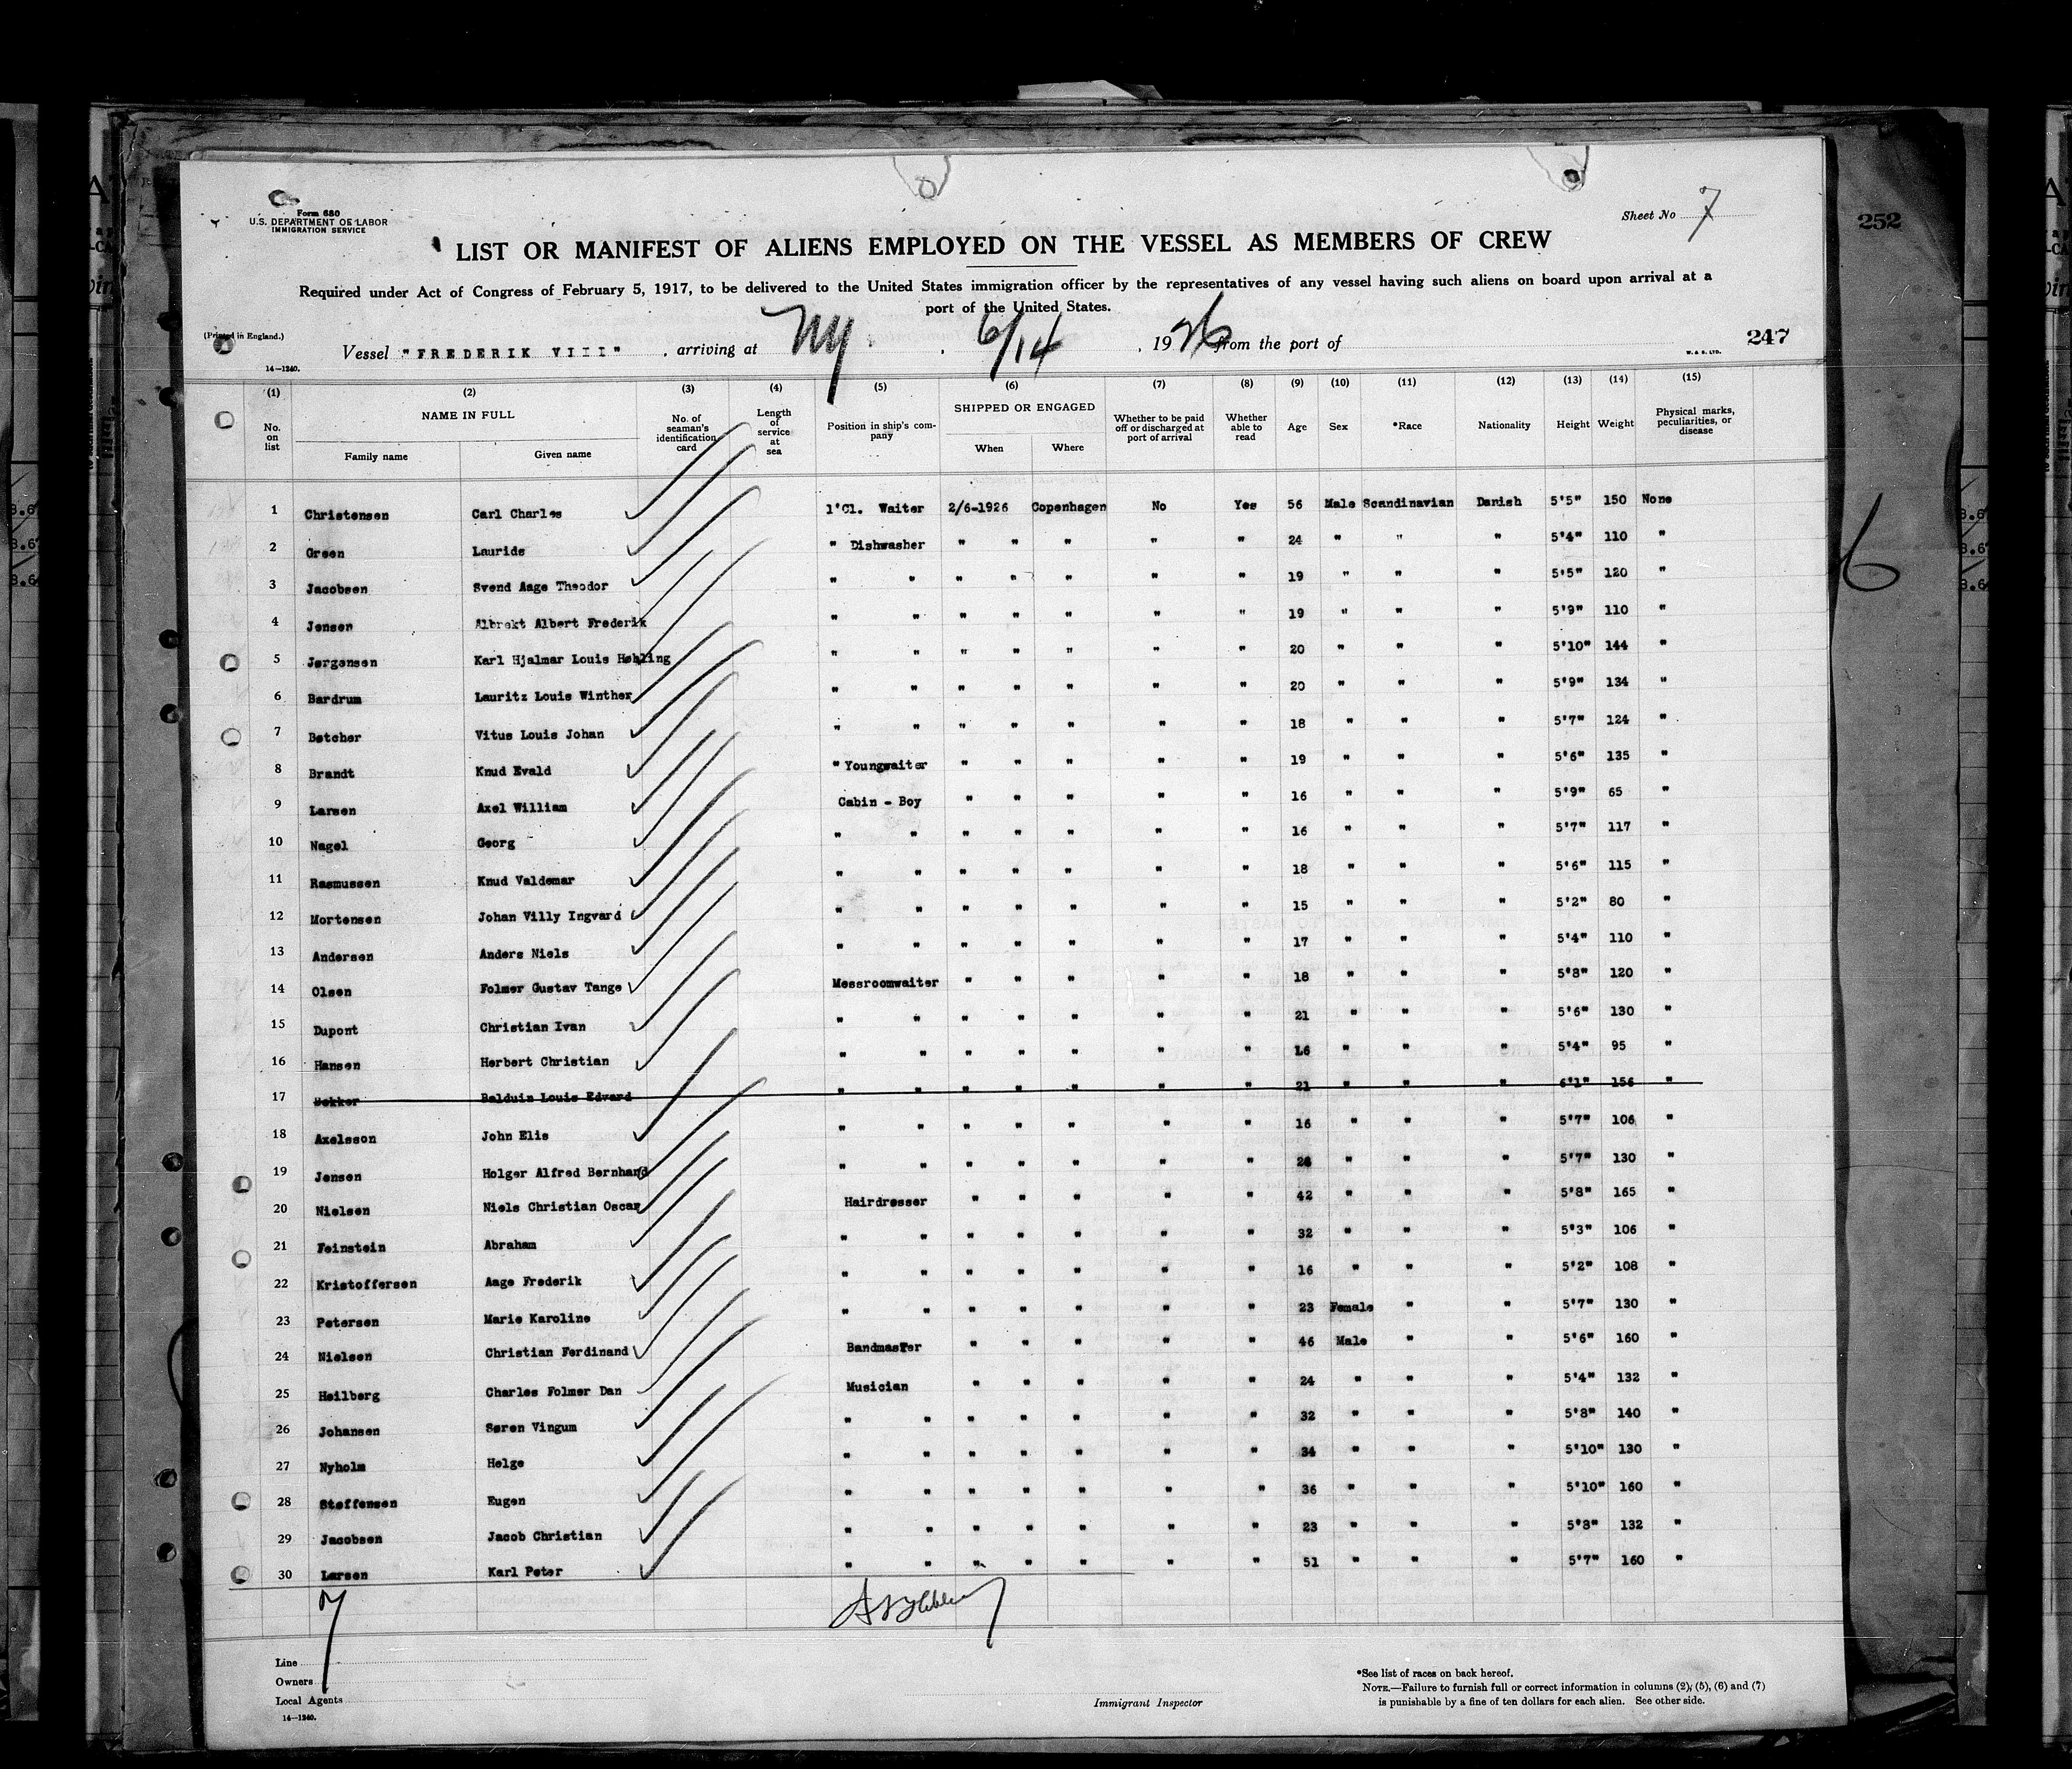 Form 680
U.S. DEPARTMENT OF LABOR
IMMIGRATION SERVICE
Sheet No 7
252
LIST OR MANIFEST OF ALIENS EMPLOYED ON THE VESSEL AS MEMBERS OF CREW
Required under Act of Congress of February 5, 1917, to be delivered to the United States immigration officer by the representatives of any vessel having such aliens on board upon arrival at a
port of the United States.
(Printed in England.)
Vessel "FREDERIK VIII", arriving at NY, 6/14, 1926 from the port of
247
14—1240.
W. & S. LTD.
(1) (2) (3) (4) (5) (6) (7) (8) (9) (10) (11) (12) (13) (14) (15)
No. on list NAME IN FULL Family name Given name No. of seaman's identification card Length of service at sea Position in ship's company SHIPPED OR ENGAGED When Where Whether to be paid off or discharged at port of arrival Whether able to read Age Sex *Race Nationality Height Weight Physical marks, peculiarities, or disease
1 Christensen Carl Charles 1'Cl. Waiter 2/6-1926 Copenhagen No Yes 56 Male Scandinavian Danish 5'5" 150 None
2 Green Laurids " Dishwasher " " " " " 24 " " " 5'4" 110 "
3 Jacobsen Svend Aage Theodor " " " " " " " 19 " " " 5'5" 120 "
4 Jensen Albrekt Albert Frederik " " " " " " " 19 " " " 5'9" 110 "
5 Jørgensen Karl Hjalmar Louis Høhling " " " " " " " 20 " " " 5'10" 144 "
6 Bardrum Lauritz Louis Winther " " " " " " " 20 " " " 5'9" 134 "
7 Bøtcher Vitus Louis Johan " " " " " " " 18 " " " 5'7" 124 "
8 Brandt Knud Evald " Youngwaiter " " " " " 19 " " " 5'6" 135 "
9 Larsen Axel William Cabin - Boy " " " " " 16 " " " 5'9" 65 "
10 Nagel Georg " " " " " " " 16 " " " 5'7" 117 "
11 Rasmussen Knud Valdemar " " " " " " " 18 " " " 5'6" 115 "
12 Mortensen Johan Villy Ingvard " " " " " " " 15 " " " 5'2" 80 "
13 Andersen Anders Niels " " " " " " " 17 " " " 5'4" 110 "
14 Olsen Folmer Gustav Tange Messroomwaiter " " " " " 18 " " " 5'8" 120 "
15 Dupont Christian Ivan " " " " " " " 21 " " " 5'6" 130 "
16 Hansen Herbert Christian " " " " " " " 16 " " " 5'4" 95 "
17 Bekker Balduin Louis Edvard " " " " " " " 21 " " " 6'1" 156 "
18 Axelsson John Elis " " " " " " " 16 " " " 5'7" 106 "
19 Jensen Holger Alfred Bernhard " " " " " " " " " " 5'7" 130 "
20 Nielsen Niels Christian Oscar Hairdresser " " " " " 42 " " " 5'8" 165 "
21 Feinstein Abraham " " " " " " " 32 " " " 5'3" 106 "
22 Kristoffersen Aage Frederik " " " " " " " 16 " " " 5'2" 108 "
23 Petersen Marie Karoline " " " " " " " 23 Female " " 5'7" 130 "
24 Nielsen Christian Ferdinand Bandmaster " " " " " 46 Male " " 5'6" 160 "
25 Heilberg Charles Folmer Dan Musician " " " " " 24 " " " 5'4" 132 "
26 Johansen Søren Vingum " " " " " " " 32 " " " 5'8" 140 "
27 Nyholm Helge " " " " " " " 34 " " " 5'10" 130 "
28 Steffensen Eugen " " " " " " " 36 " " " 5'10" 160 "
29 Jacobsen Jacob Christian " " " " " " " 23 " " " 5'8" 132 "
30 Larsen Karl Peter " " " " " " " 51 " " " 5'7" 160 "
Line
Owners
Local Agents
14—1240.
Immigrant Inspector
*See list of races on back hereof.
NOTE.—Failure to furnish full or correct information in columns (2), (5), (6) and (7)
is punishable by a fine of ten dollars for each alien. See other side.